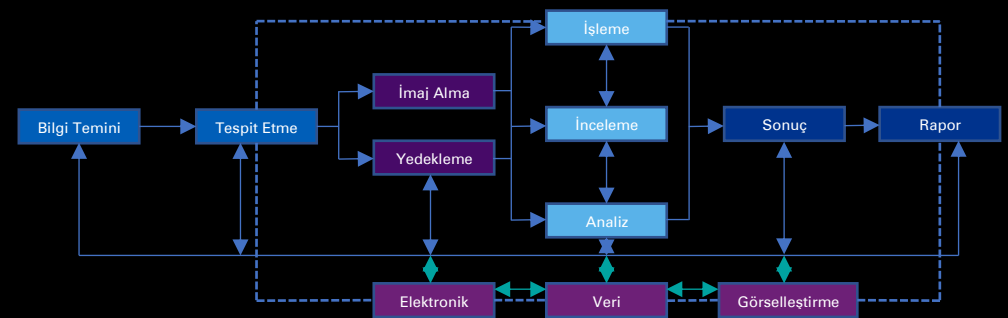 İşleme
İmaj Alma
Bilgi Temini
Tespit Etme
İnceleme
Sonuç
Rapor
Yedekleme
Analiz
Elektronik
Veri
Görselleştirme